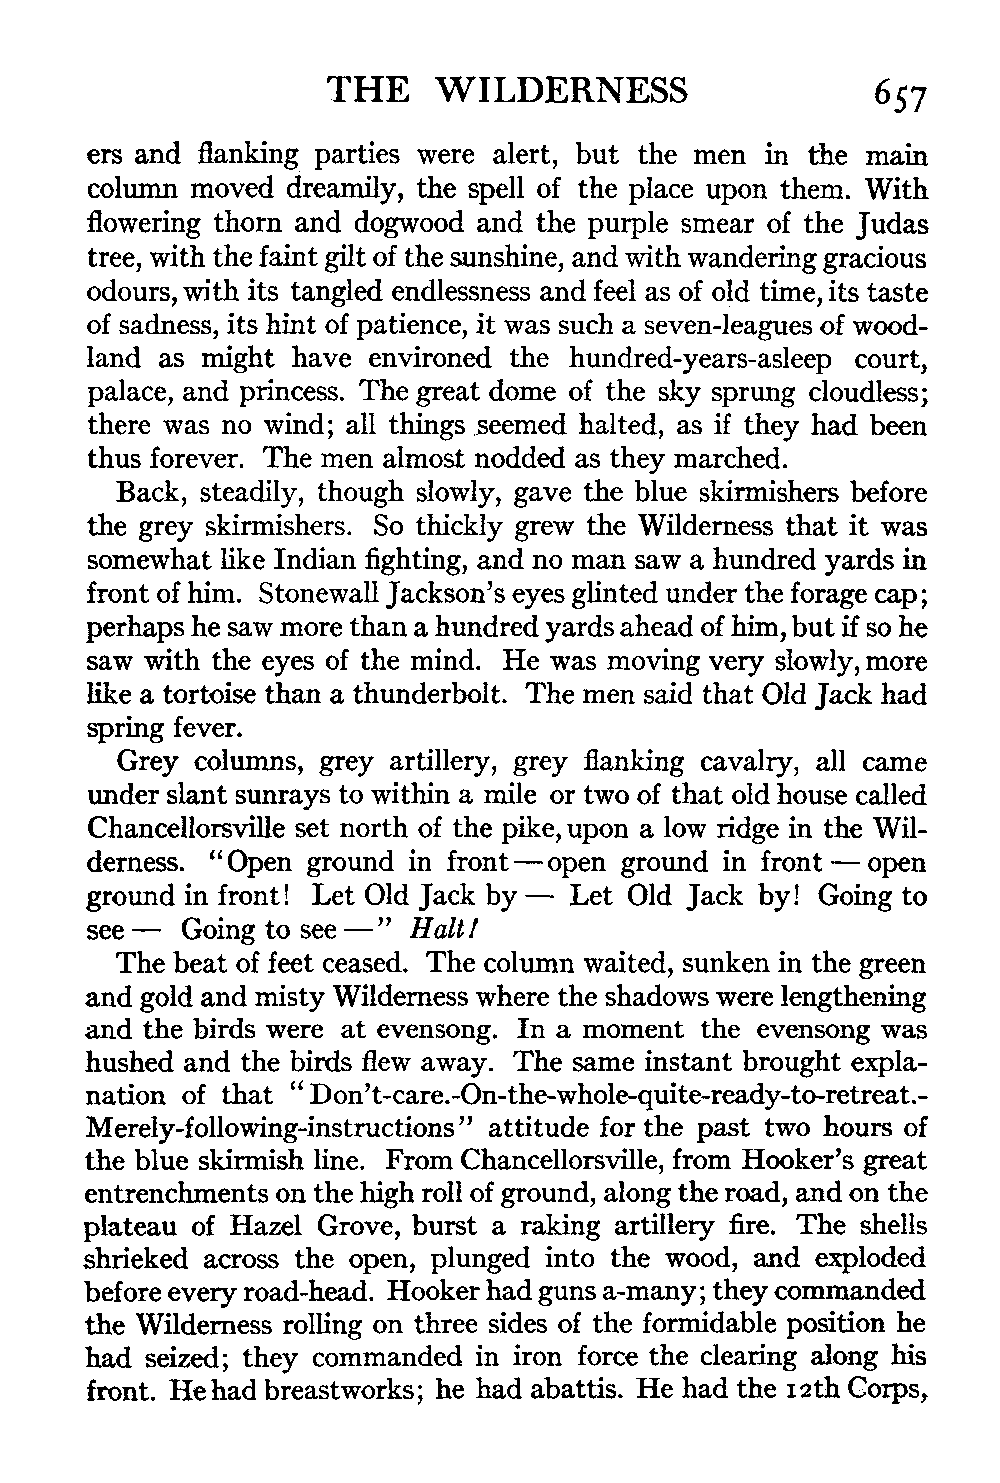 THE WILDERNESS 657
ers and flanking parties were alert, but the men in the main
column moved dreamily, the spell of the place upon them. With
flowering thorn and dogwood and the purple smear of the Judas
tree, with the faint gilt of the sunshine, and with wandering gracious
odours, with its tangled endlessness and feel as of old time, its taste
of sadness, its hint of patience, it was such a seven-leagues of wood-
land as might have environed the hundred-years-asleep court,
palace, and princess. The great dome of the sky sprung cloudless;
there was no wind; all things seemed halted, as if they had been
thus forever. The men almost nodded as they marched.
Back, steadily, though slowly, gave the blue skirmishers before
the grey skirmishers. So thickly grew the Wilderness that it was
somewhat like Indian fighting, and no man saw a hundred yards in
front of him. Stonewall Jackson's eyes glinted under the forage cap;
perhaps he saw more than a hundred yards ahead of him, but if so he
saw with the eyes of the mind. He was moving very slowly, more
like a tortoise than a thunderbolt. The men said that Old Jack had
spring fever.
Grey columns, grey artillery, grey flanking cavalry, all came
under slant sunrays to within a mile or two of that old house called
Chancellorsville set north of the pike, upon a low ridge in the Wil-
derness. "Open ground in front — open ground in front — open
ground in front! Let Old Jack by — Let Old Jack by! Going to
see — Going to see —" Halt!
The beat of feet ceased. The column waited, sunken in the green
and gold and misty Wilderness where the shadows were lengthening
and the birds were at evensong. In a moment the evensong was
hushed and the birds flew away. The same instant brought expla-
nation of that "Don't-care.-On-the-whole-quite-ready-to-retreat.-
Merely-following-instructions" attitude for the past two hours of
the blue skirmish line. From Chancellorsville, from Hooker's great
entrenchments on the high roll of ground, along the road, and on the
plateau of Hazel Grove, burst a raking artillery fire. The shells
shrieked across the open, plunged into the wood, and exploded
before every road-head. Hooker had guns a-many; they commanded
the Wilderness rolling on three sides of the formidable position he
had seized; they commanded in iron force the clearing along his
front. He had breastworks; he had abattis. He had the 12th Corps,